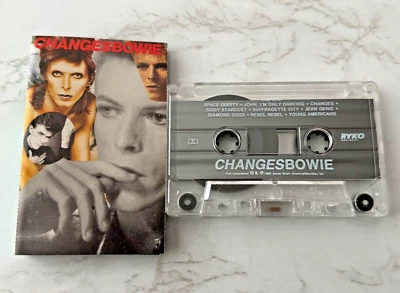 CHANGESBOWIE
SPACE ODDITY • JOHN, I'M ONLY DANCING • CHANGES •
ZIGGY STARDUST • SUFFRAGETTE CITY • JEAN GENIE •
DIAMOND DOGS • REBEL REBEL • YOUNG AMERICANS
RYKO
CHANGESBOWIE